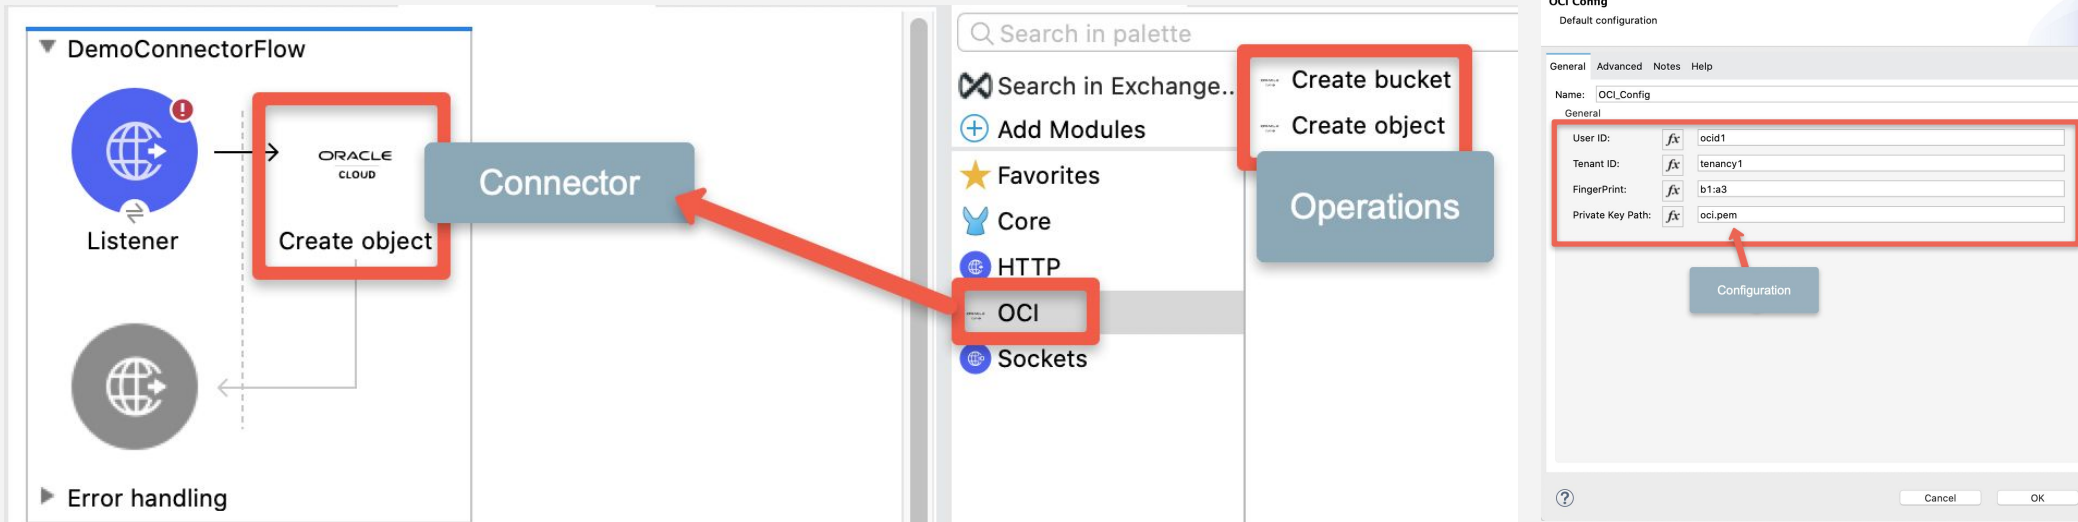 DemoConnectorFlow
ORACLE
CLOUD
Listener
Create object
Error handling
Connector
Search in palette
Search in Exchange..
Add Modules
Favorites
Core
HTTP
OCI
Sockets
Create bucket
Create object
Operations
OCI Config
Default configuration
General Advanced Notes Help
Name: OCI_Config
General
User ID: fx ocid1
Tenant ID: fx tenancy1
FingerPrint: fx b1:a3
Private Key Path: fx oci.pem
Configuration
? Cancel OK